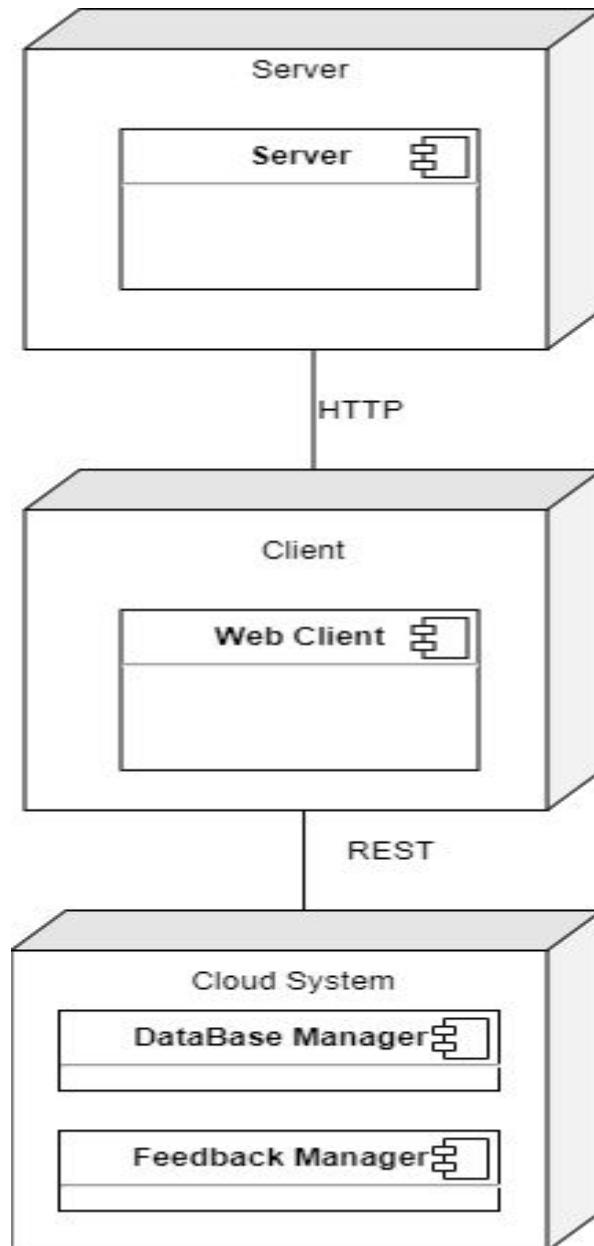 Server
Server
HTTP
Client
Web Client
REST
Cloud System
DataBase Manager
Feedback Manager